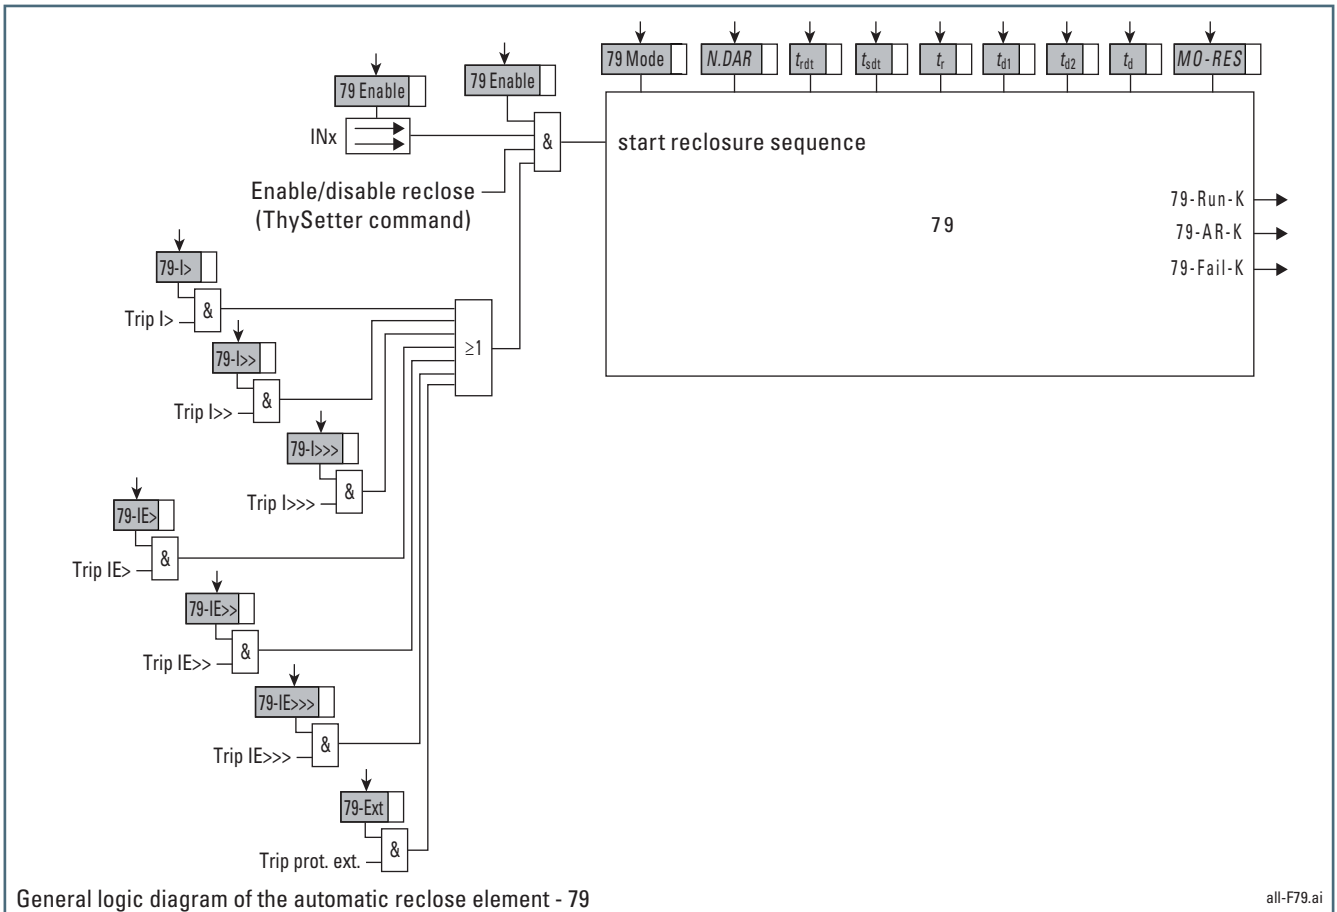 79 Mode N.DAR trdt tsdt tr td1 td2 td MO-RES
79 Enable
79 Enable
INx
&
start reclosure sequence
Enable/disable reclose
(ThySetter command)
79-Run-K
79
79-AR-K
79-Fail-K
79-I>
&
Trip I>
≥1
79-I>>
&
Trip I>>
79-I>>>
&
Trip I>>>
79-IE>
&
Trip IE>
79-IE>>
&
Trip IE>>
79-IE>>>
&
Trip IE>>>
79-Ext
&
Trip prot. ext.
General logic diagram of the automatic reclose element - 79
all-F79.ai